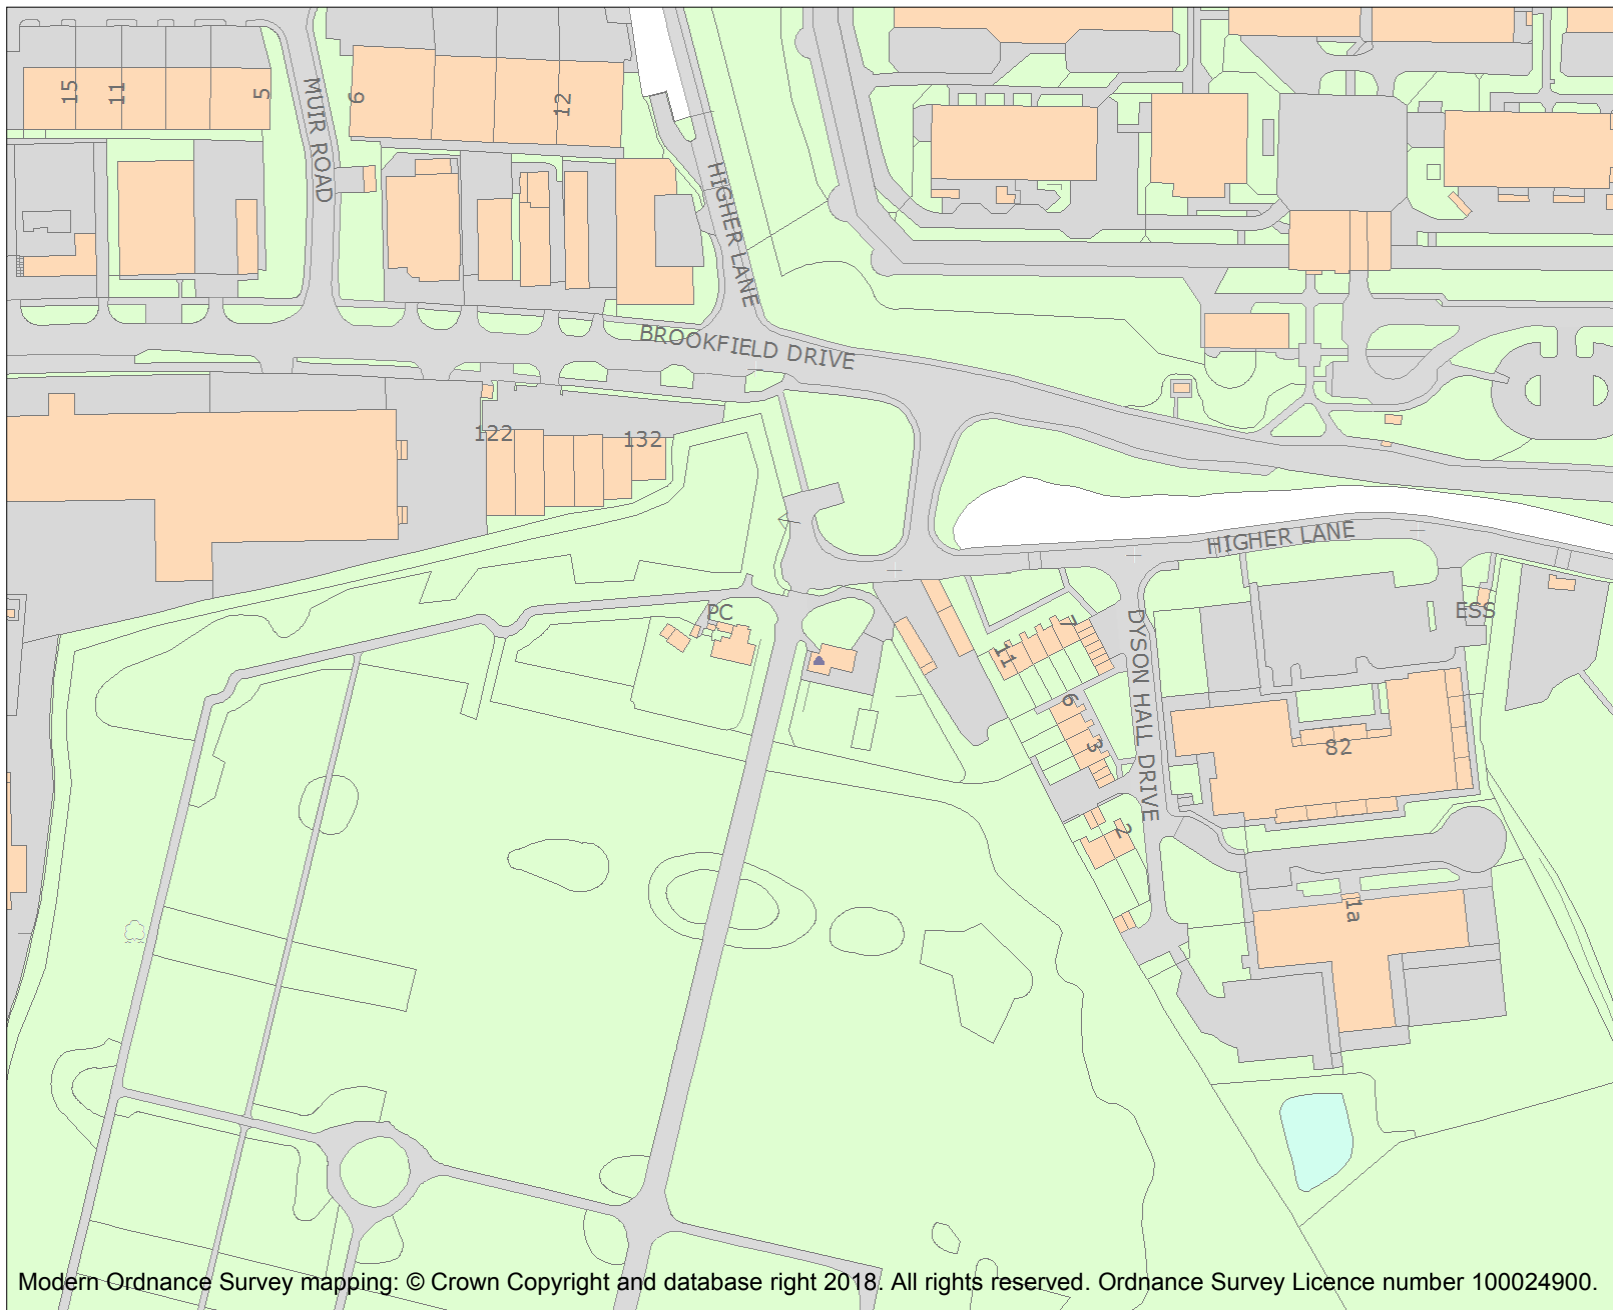 15
11
5
MUIR ROAD
6
12
HIGHER LANE
BROOKFIELD DRIVE
122
132
HIGHER LANE
PC
7
11
DYSON HALL DRIVE
ESS
6
3
82
2
1a
Modern Ordnance Survey mapping: © Crown Copyright and database right 2018. All rights reserved. Ordnance Survey Licence number 100024900.